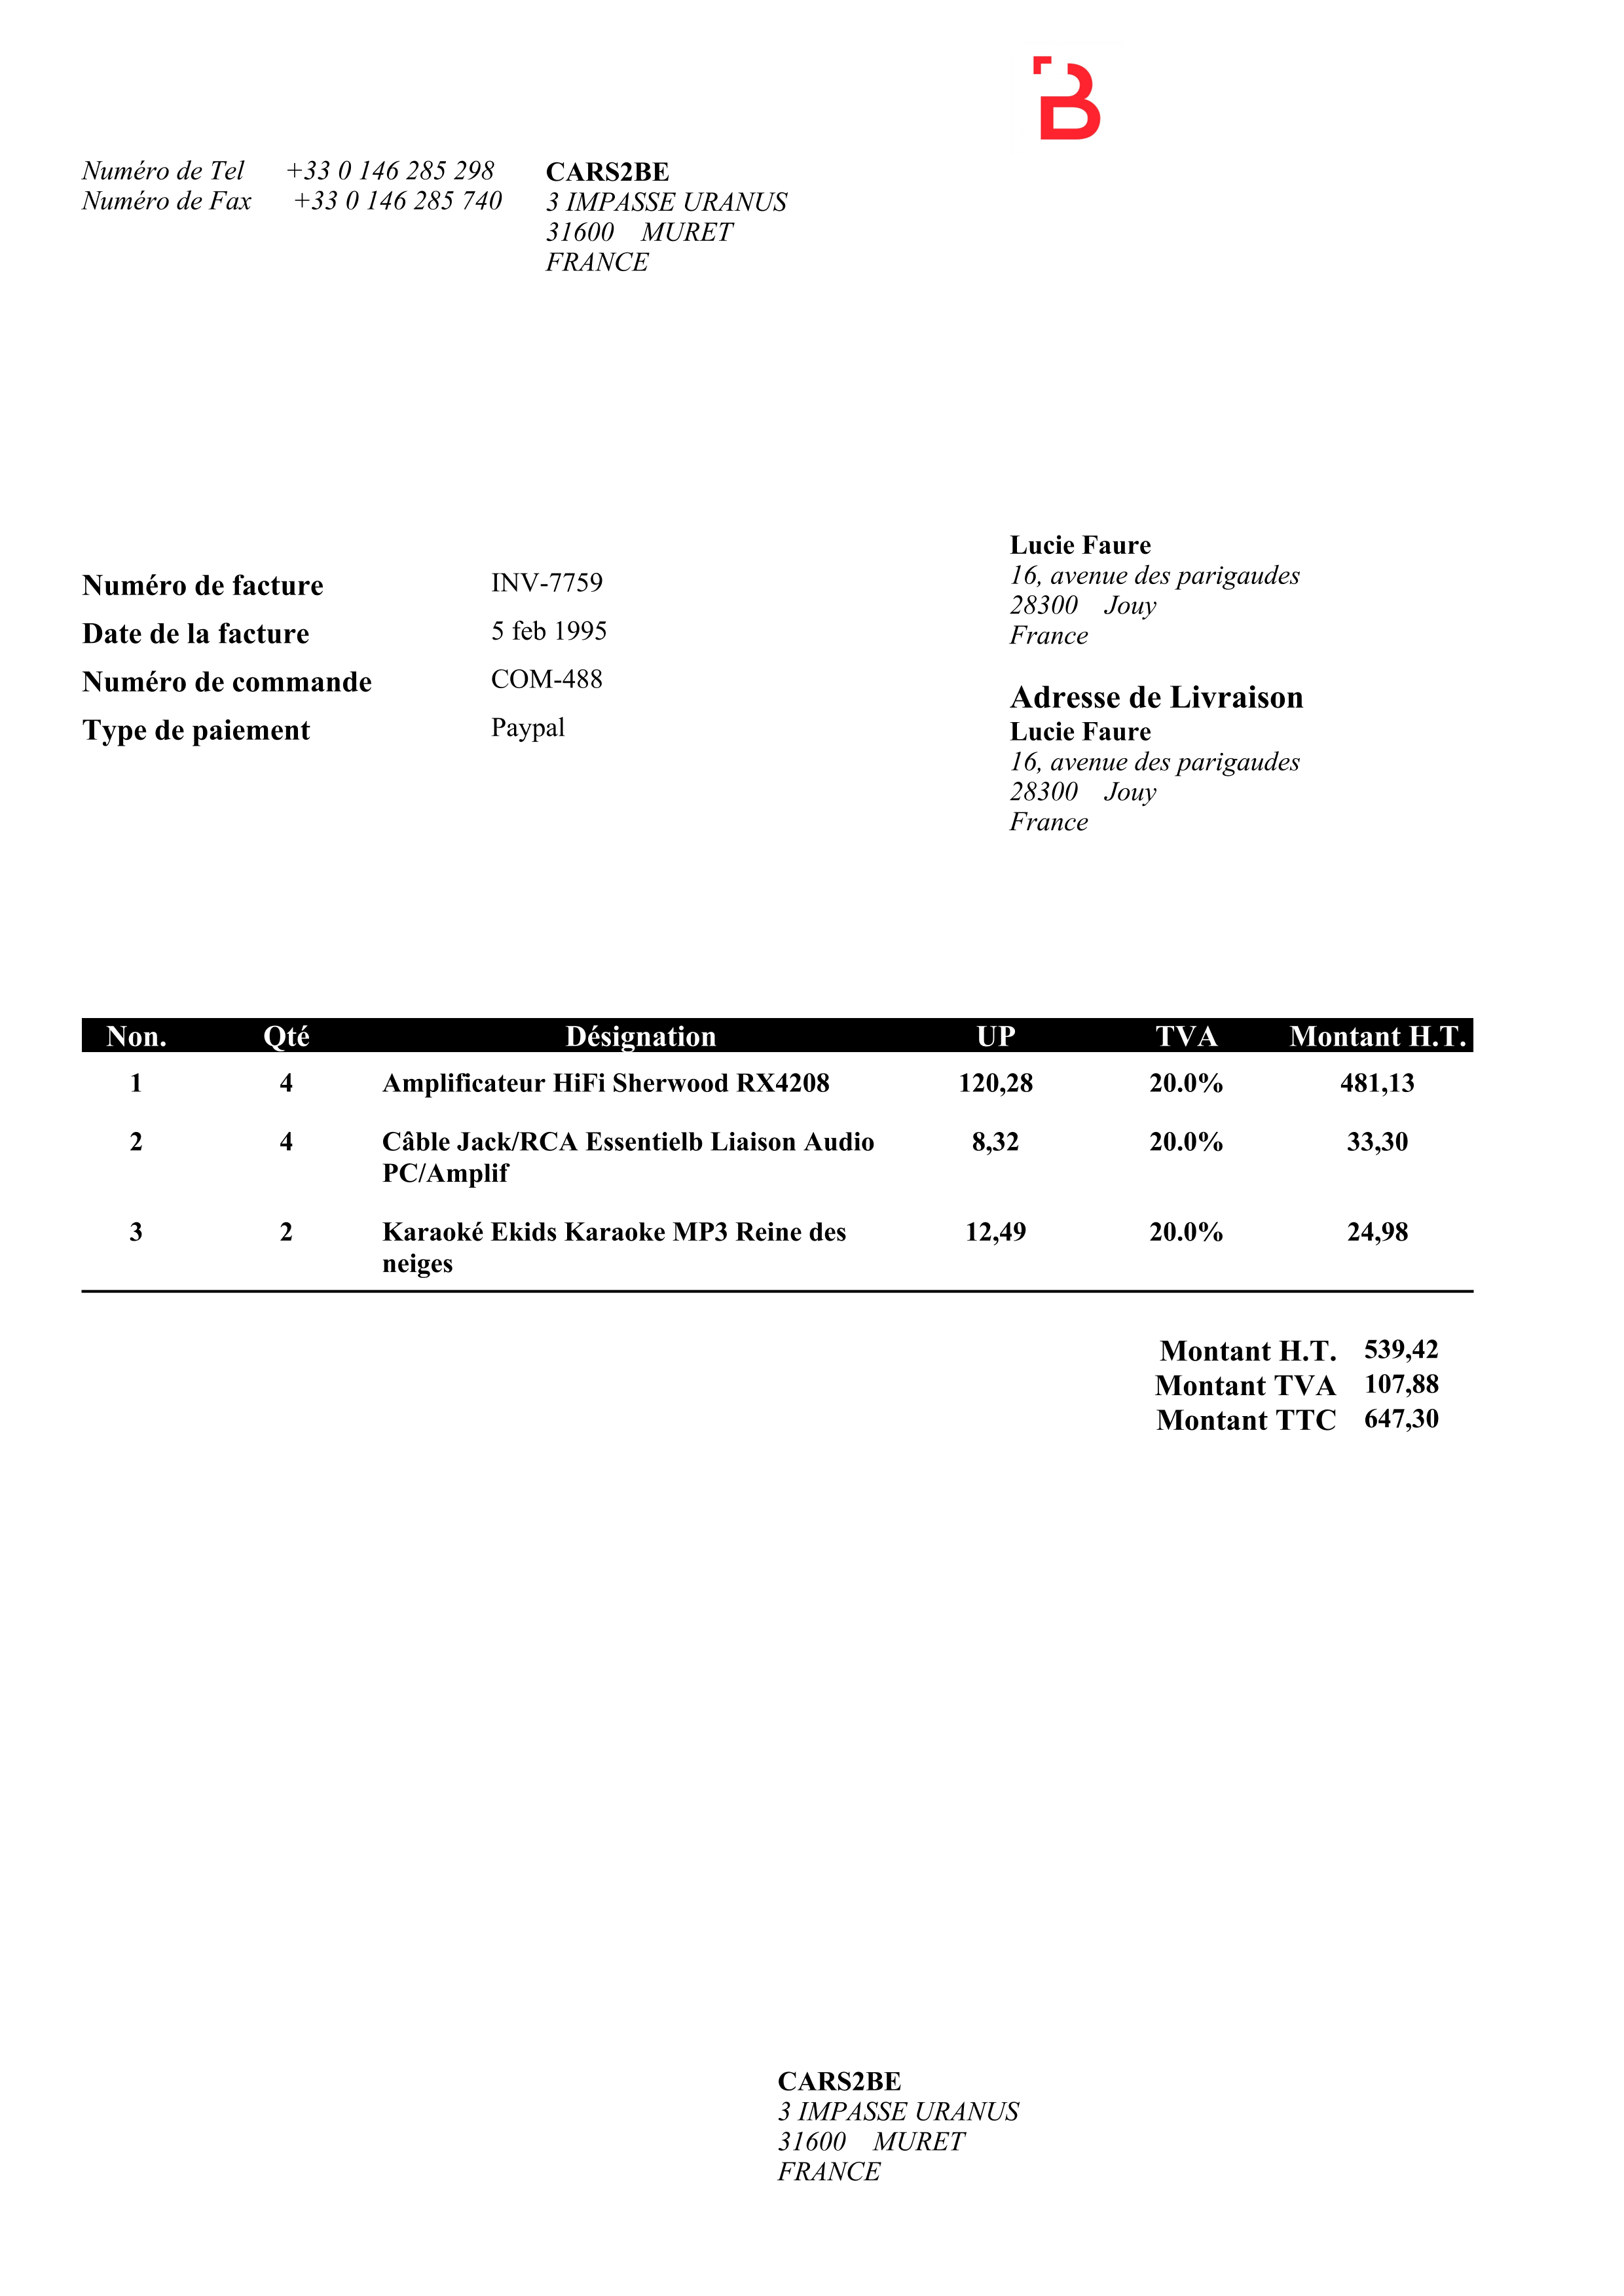 B
Numéro de Tel +33 0 146 285 298
Numéro de Fax +33 0 146 285 740
CARS2BE
3 IMPASSE URANUS
31600 MURET
FRANCE
Numéro de facture INV-7759
Date de la facture 5 feb 1995
Numéro de commande COM-488
Type de paiement Paypal
Lucie Faure
16, avenue des parigaudes
28300 Jouy
France
Adresse de Livraison
Lucie Faure
16, avenue des parigaudes
28300 Jouy
France
Non. Qté Désignation UP TVA Montant H.T.
1 4 Amplificateur HiFi Sherwood RX4208 120,28 20.0% 481,13
2 4 Câble Jack/RCA Essentielb Liaison Audio 8,32 20.0% 33,30
PC/Amplif
3 2 Karaoké Ekids Karaoke MP3 Reine des 12,49 20.0% 24,98
neiges
Montant H.T. 539,42
Montant TVA 107,88
Montant TTC 647,30
CARS2BE
3 IMPASSE URANUS
31600 MURET
FRANCE